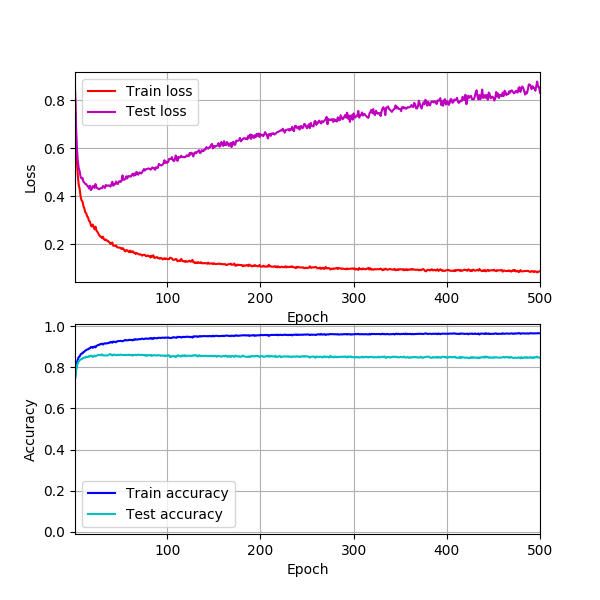 Train loss
Test loss
0.8
0.6
0.4
0.2
Loss
100 200 300 400 500
Epoch
1.0
0.8
0.6
0.4
0.2
0.0
Accuracy
Train accuracy
Test accuracy
100 200 300 400 500
Epoch